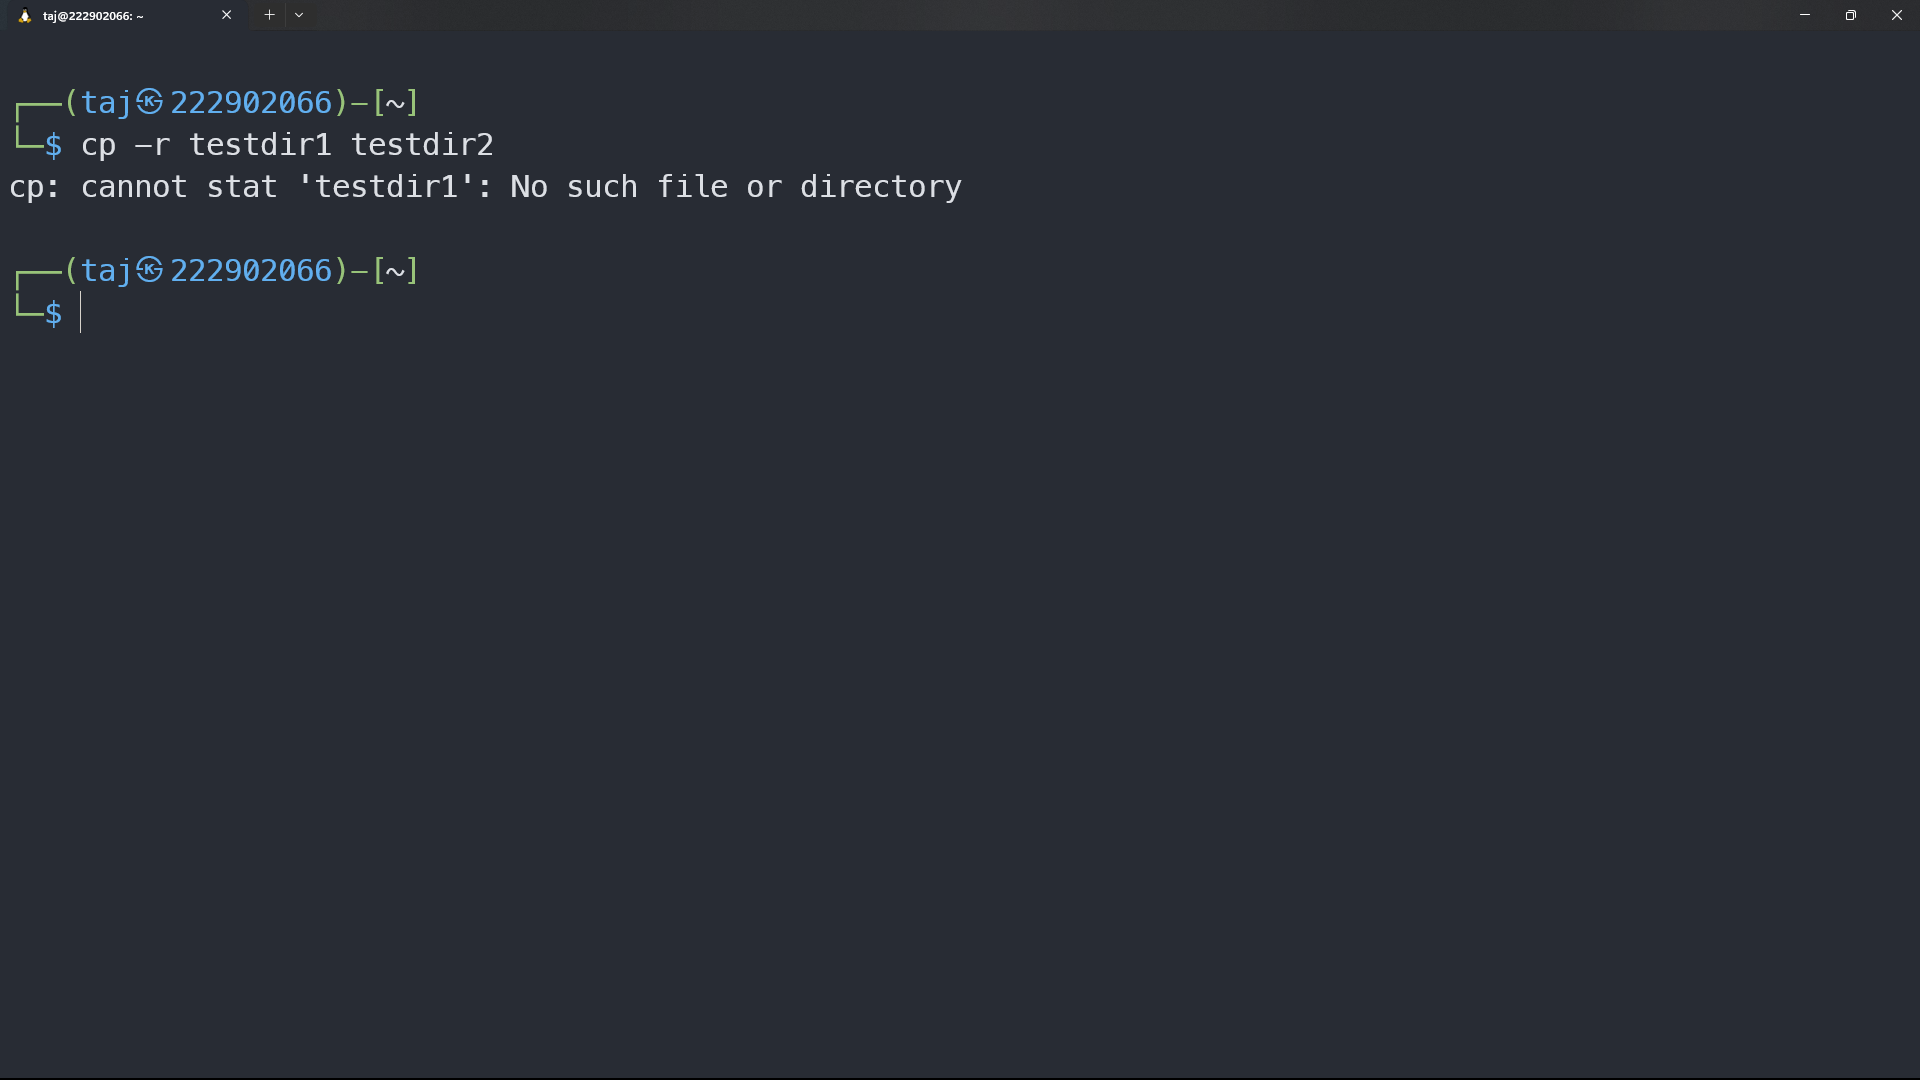 taj@222902066: ~
┌──(taj㉿222902066)-[~]
└─$ cp -r testdir1 testdir2
cp: cannot stat 'testdir1': No such file or directory
┌──(taj㉿222902066)-[~]
└─$